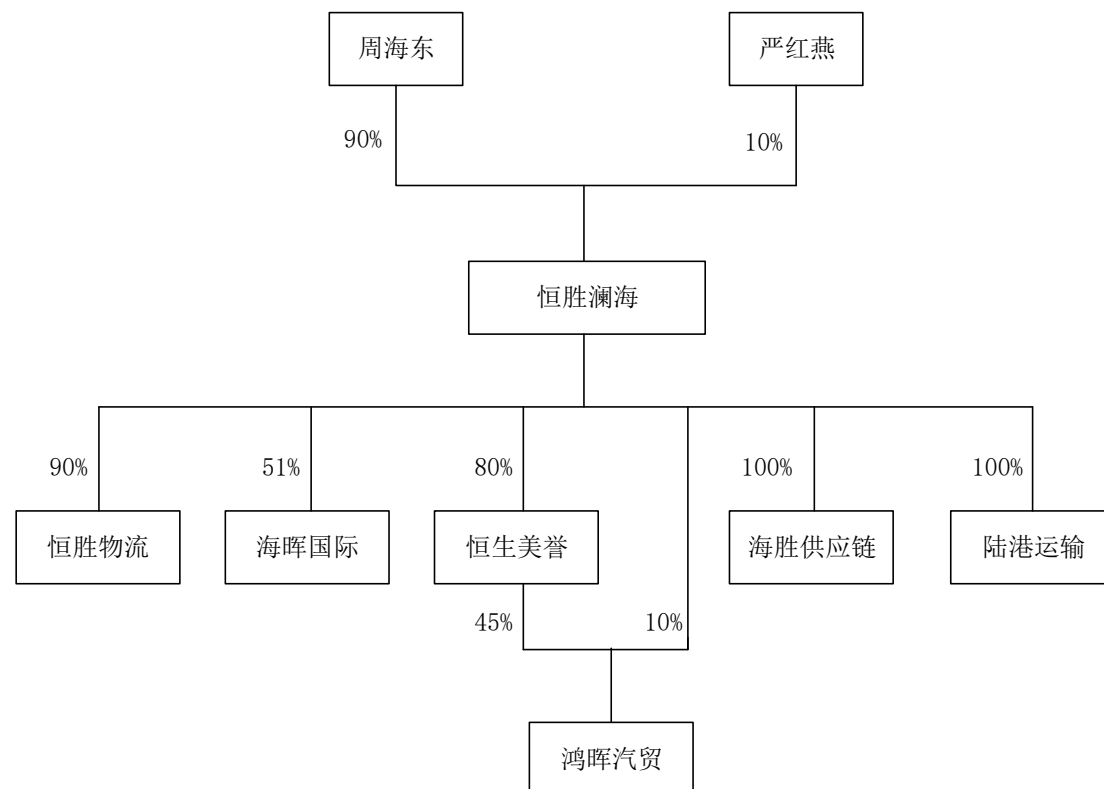 周海东
严红燕
90%
10%
恒胜澜海
90%
51%
80%
100%
100%
恒胜物流
海晖国际
恒生美誉
海胜供应链
陆港运输
45%
10%
鸿晖汽贸